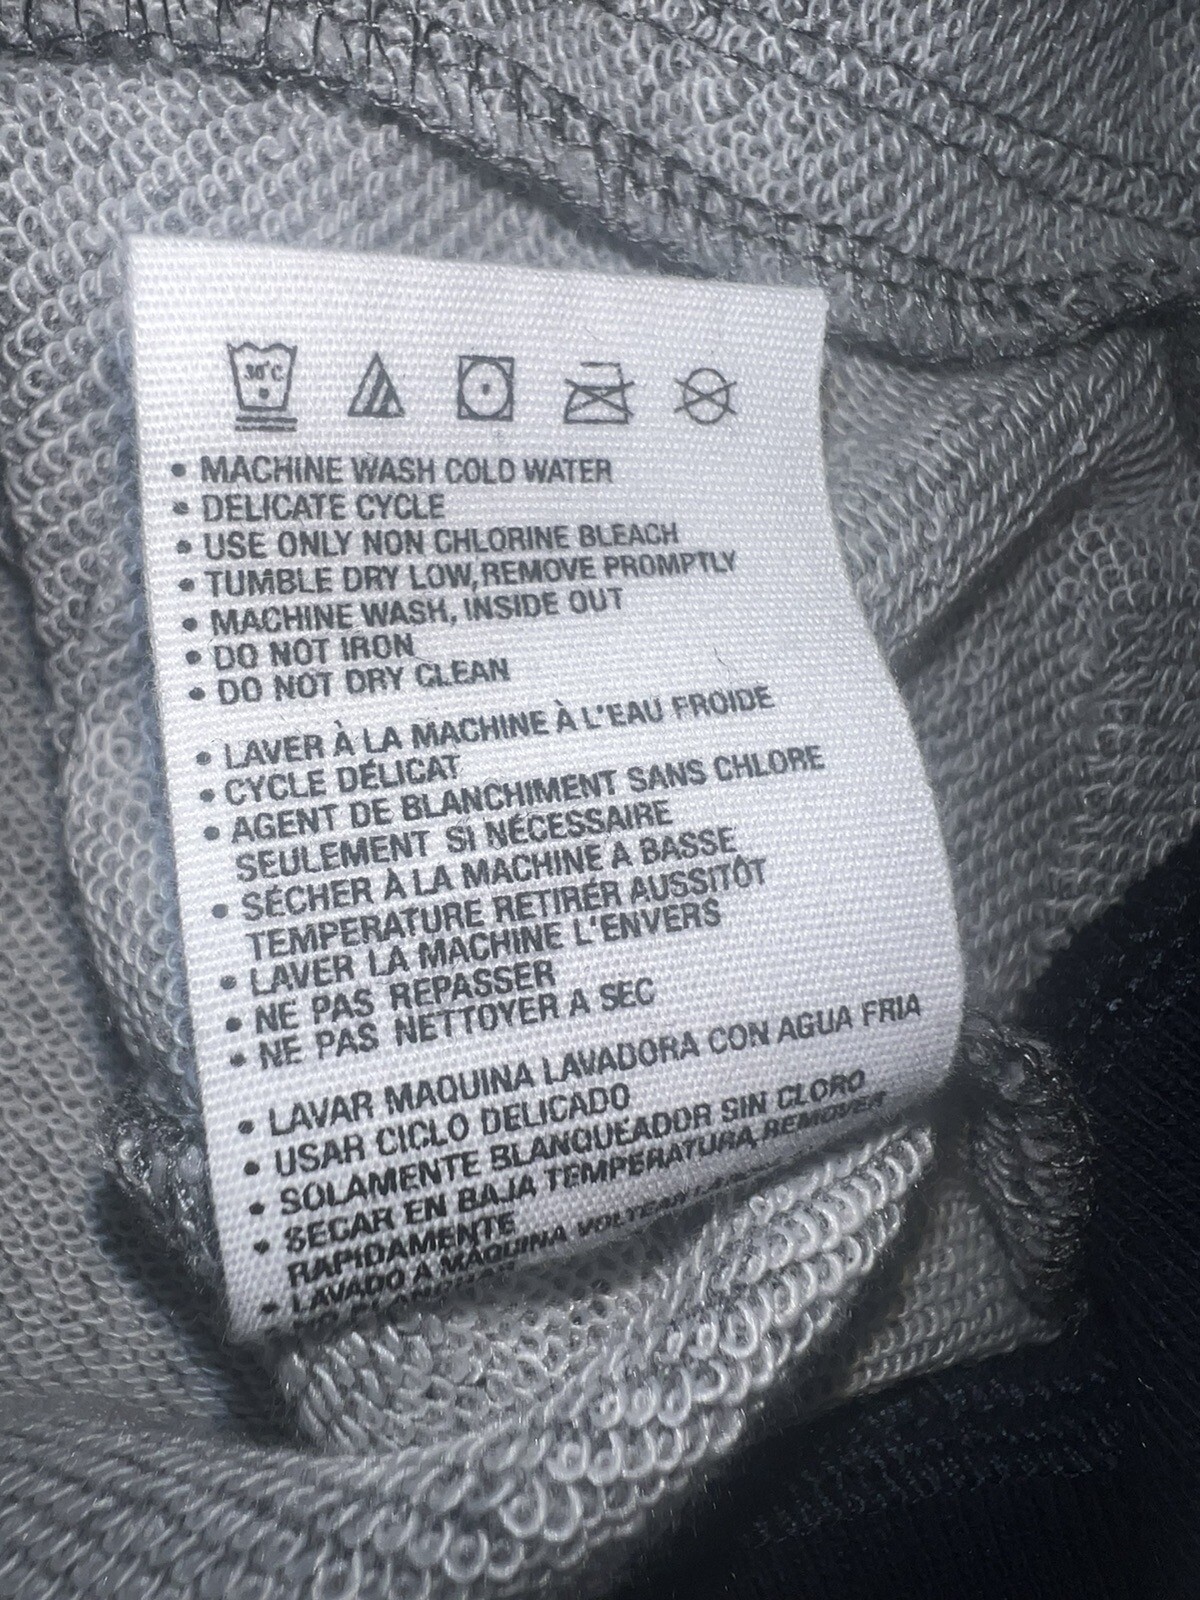 30°C
• MACHINE WASH COLD WATER
• DELICATE CYCLE
• USE ONLY NON CHLORINE BLEACH
• TUMBLE DRY LOW, REMOVE PROMPTLY
• MACHINE WASH, INSIDE OUT
• DO NOT IRON
• DO NOT DRY CLEAN
• LAVER À LA MACHINE À L'EAU FROIDE
• CYCLE DÉLICAT
• AGENT DE BLANCHIMENT SANS CHLORE
SEULEMENT SI NÉCESSAIRE
• SÉCHER À LA MACHINE A BASSE
TEMPERATURE RETIRER AUSSITÔT
• LAVER LA MACHINE L'ENVERS
• NE PAS REPASSER
• NE PAS NETTOYER A SEC
• LAVAR MAQUINA LAVADORA CON AGUA FRIA
• USAR CICLO DELICADO
• SOLAMENTE BLANQUEADOR SIN CLORO
• SECAR EN BAJA TEMPERATURA, REMOVER
RAPIDAMENTE
• LAVADO A MAQUINA VOLTEAR